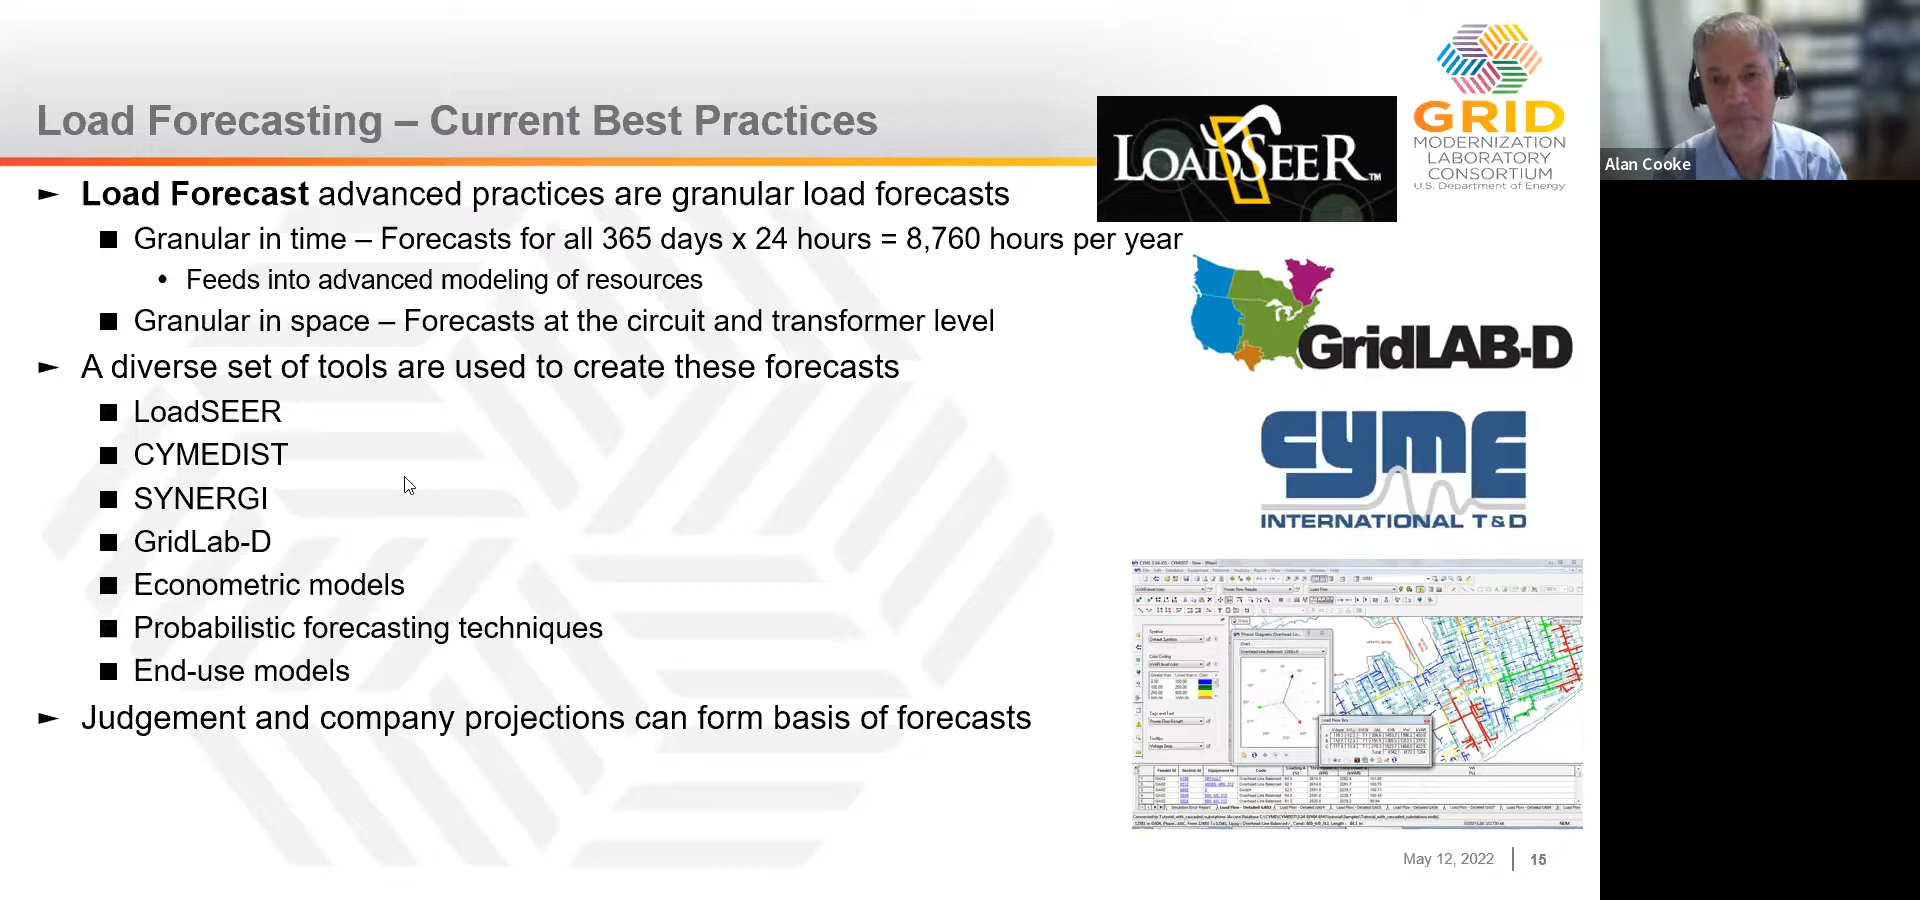 Load Forecasting – Current Best Practices
LOADSEER™
GRID
MODERNIZATION
LABORATORY
CONSORTIUM
U.S. Department of Energy
Alan Cooke
► Load Forecast advanced practices are granular load forecasts
■ Granular in time – Forecasts for all 365 days x 24 hours = 8,760 hours per year
• Feeds into advanced modeling of resources
■ Granular in space – Forecasts at the circuit and transformer level
► A diverse set of tools are used to create these forecasts
■ LoadSEER
■ CYMEDIST
■ SYNERGI
■ GridLab-D
■ Econometric models
■ Probabilistic forecasting techniques
■ End-use models
► Judgement and company projections can form basis of forecasts
GridLAB-D
CYME
INTERNATIONAL T&D
May 12, 2022
15